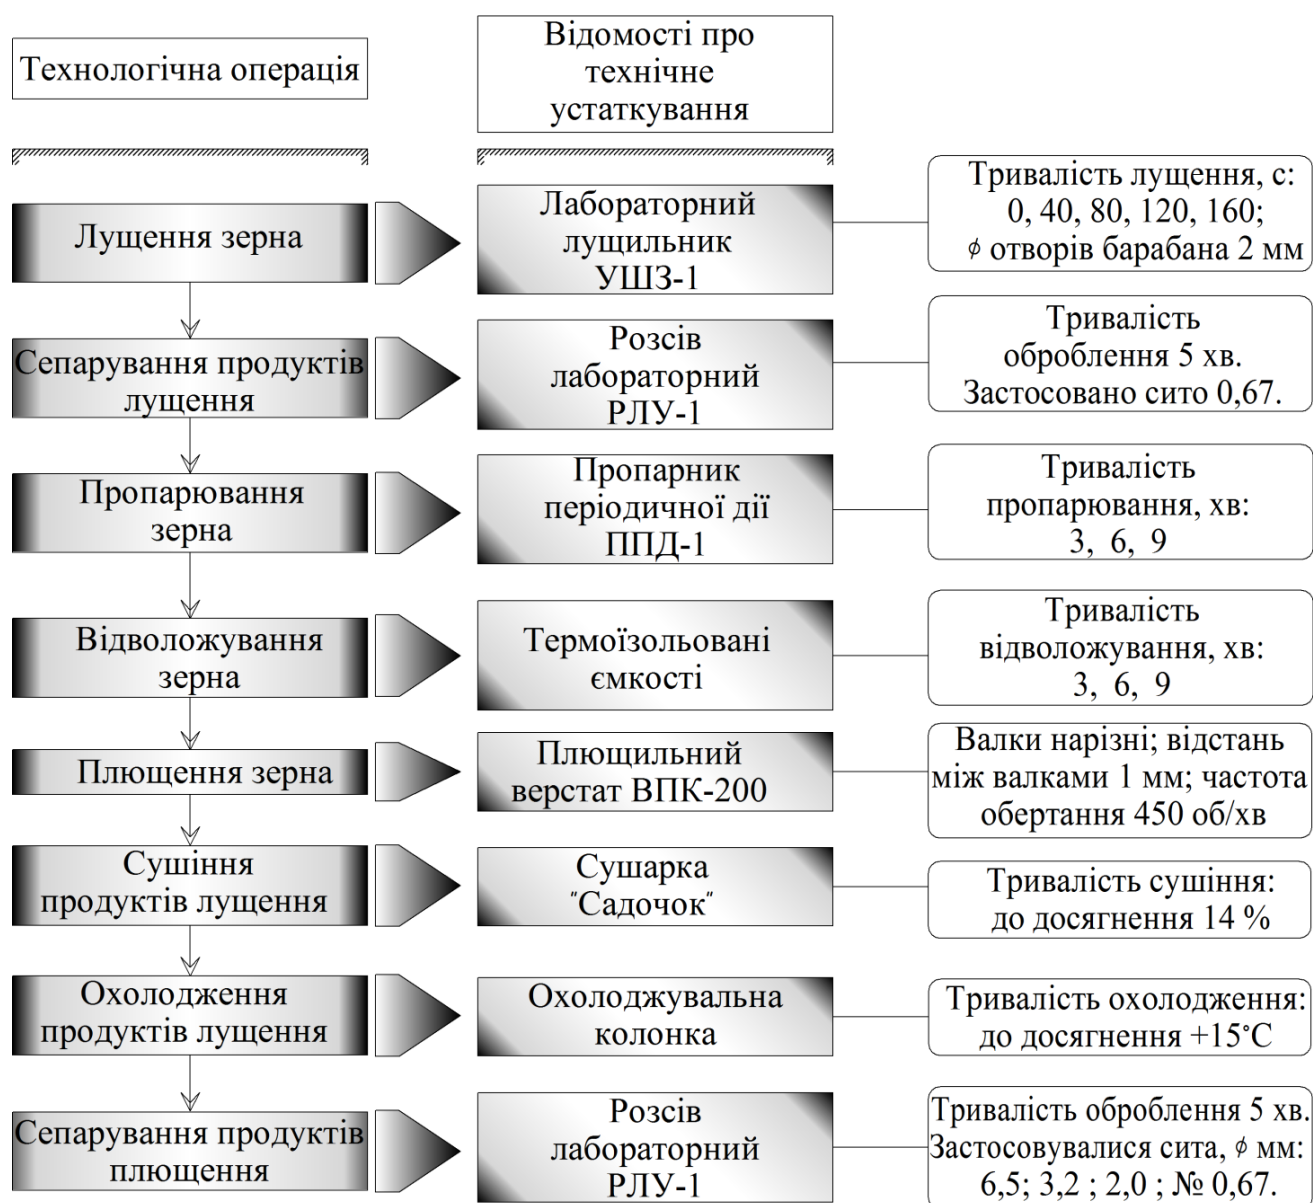 Технологічна операція
Відомості про
технічне
устаткування
Лущення зерна
Лабораторний
лущильник
УШЗ-1
Тривалість лущення, с:
0, 40, 80, 120, 160;
ϕ отворів барабана 2 мм
Сепарування продуктів
лущення
Розсів
лабораторний
РЛУ-1
Тривалість
оброблення 5 хв.
Застосовано сито 0,67.
Пропарювання
зерна
Пропарник
періодичної дії
ППД-1
Тривалість
пропарювання, хв:
3, 6, 9
Відволожування
зерна
Термоїзольовані
ємкості
Тривалість
відволожування, хв:
3, 6, 9
Плющення зерна
Плющильний
верстат ВПК-200
Валки нарізні; відстань
між валками 1 мм; частота
обертання 450 об/хв
Сушіння
продуктів лущення
Сушарка
"Садочок"
Тривалість сушіння:
до досягнення 14 %
Охолодження
продуктів лущення
Охолоджувальна
колонка
Тривалість охолодження:
до досягнення +15°С
Сепарування продуктів
плющення
Розсів
лабораторний
РЛУ-1
Тривалість оброблення 5 хв.
Застосовувалися сита, ϕ мм:
6,5; 3,2 ; 2,0 ; № 0,67.